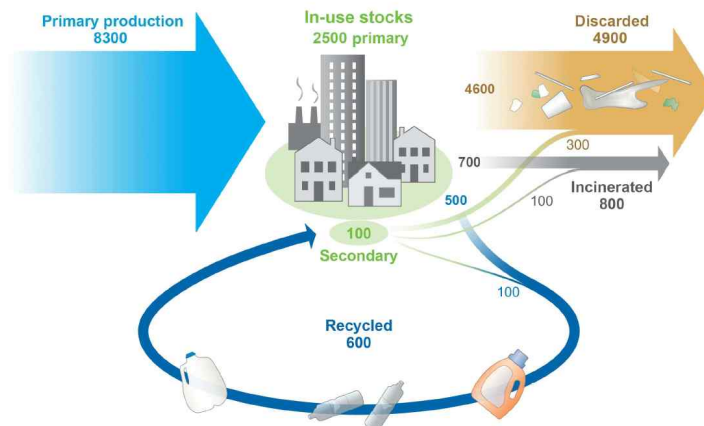 Primary production
8300
In-use stocks
2500 primary
Discarded
4900
4600
300
700
Incinerated
800
500
100
100
Secondary
100
Recycled
600